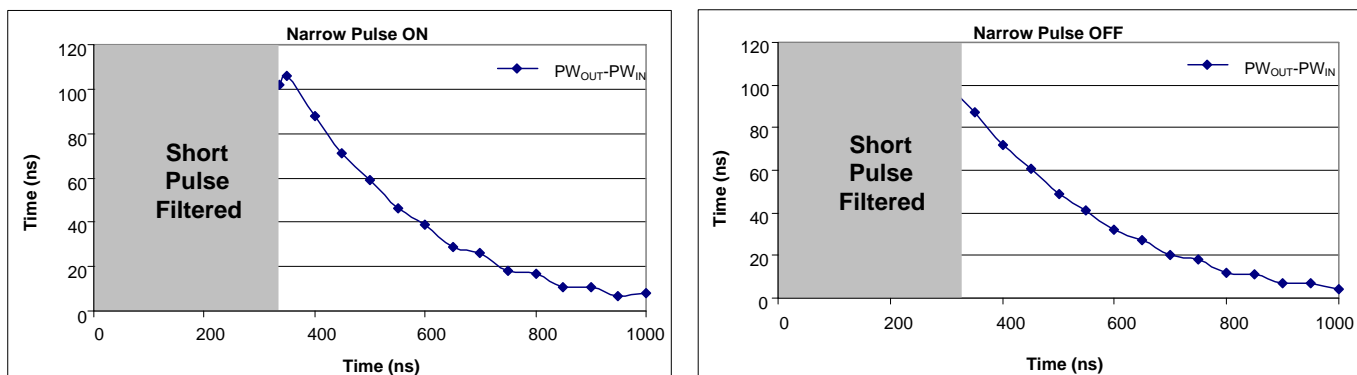 Narrow Pulse ON
120
100
80
60
40
20
0
Time (ns)
Short
Pulse
Filtered
PWOUT-PWIN
0 200 400 600 800 1000
Time (ns)
Narrow Pulse OFF
120
100
80
60
40
20
0
Time (ns)
Short
Pulse
Filtered
PWOUT-PWIN
0 200 400 600 800 1000
Time (ns)